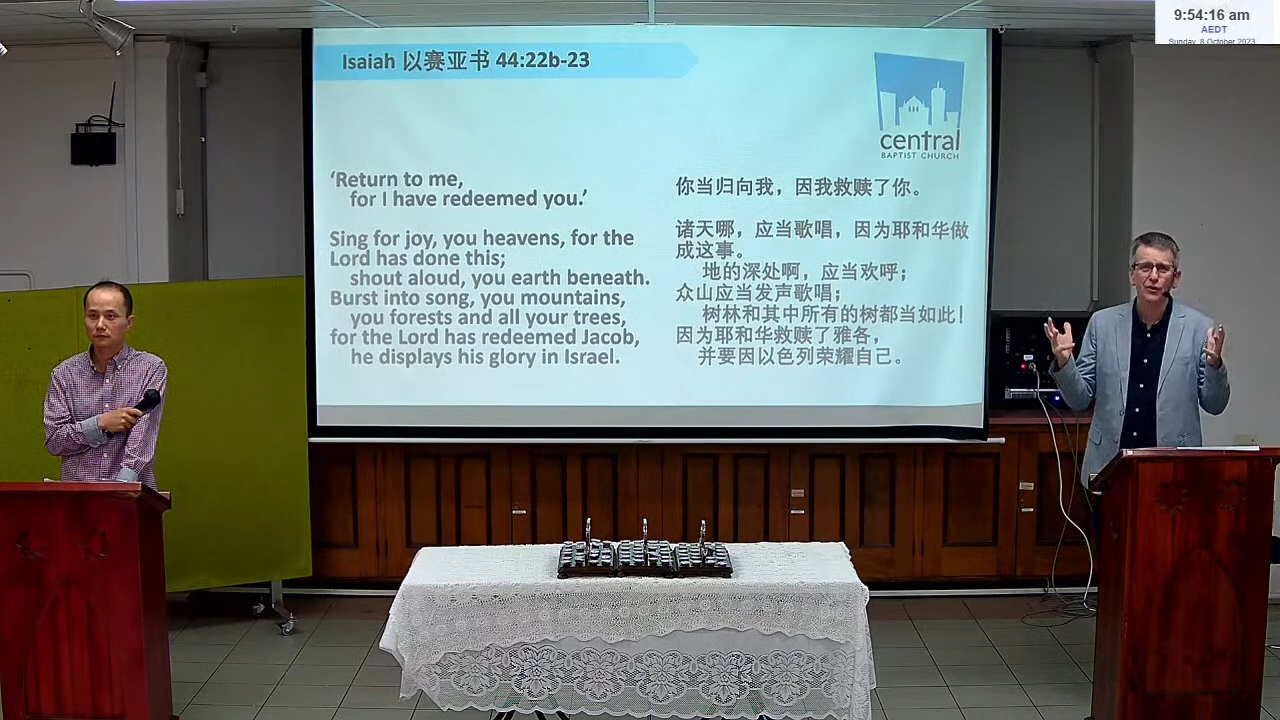 9:54:16 am
AEDT
Sunday, 8 October 2023
Isaiah 以赛亚书 44:22b-23
central
BAPTIST CHURCH
‘Return to me,
for I have redeemed you.’
Sing for joy, you heavens, for the
Lord has done this;
shout aloud, you earth beneath.
Burst into song, you mountains,
you forests and all your trees,
for the Lord has redeemed Jacob,
he displays his glory in Israel.
你当归向我，因我救赎了你。
诸天哪，应当歌唱，因为耶和华做
成这事。
地的深处啊，应当欢呼；
众山应当发声歌唱；
树林和其中所有的树都当如此！
因为耶和华救赎了雅各，
并要因以色列荣耀自己。